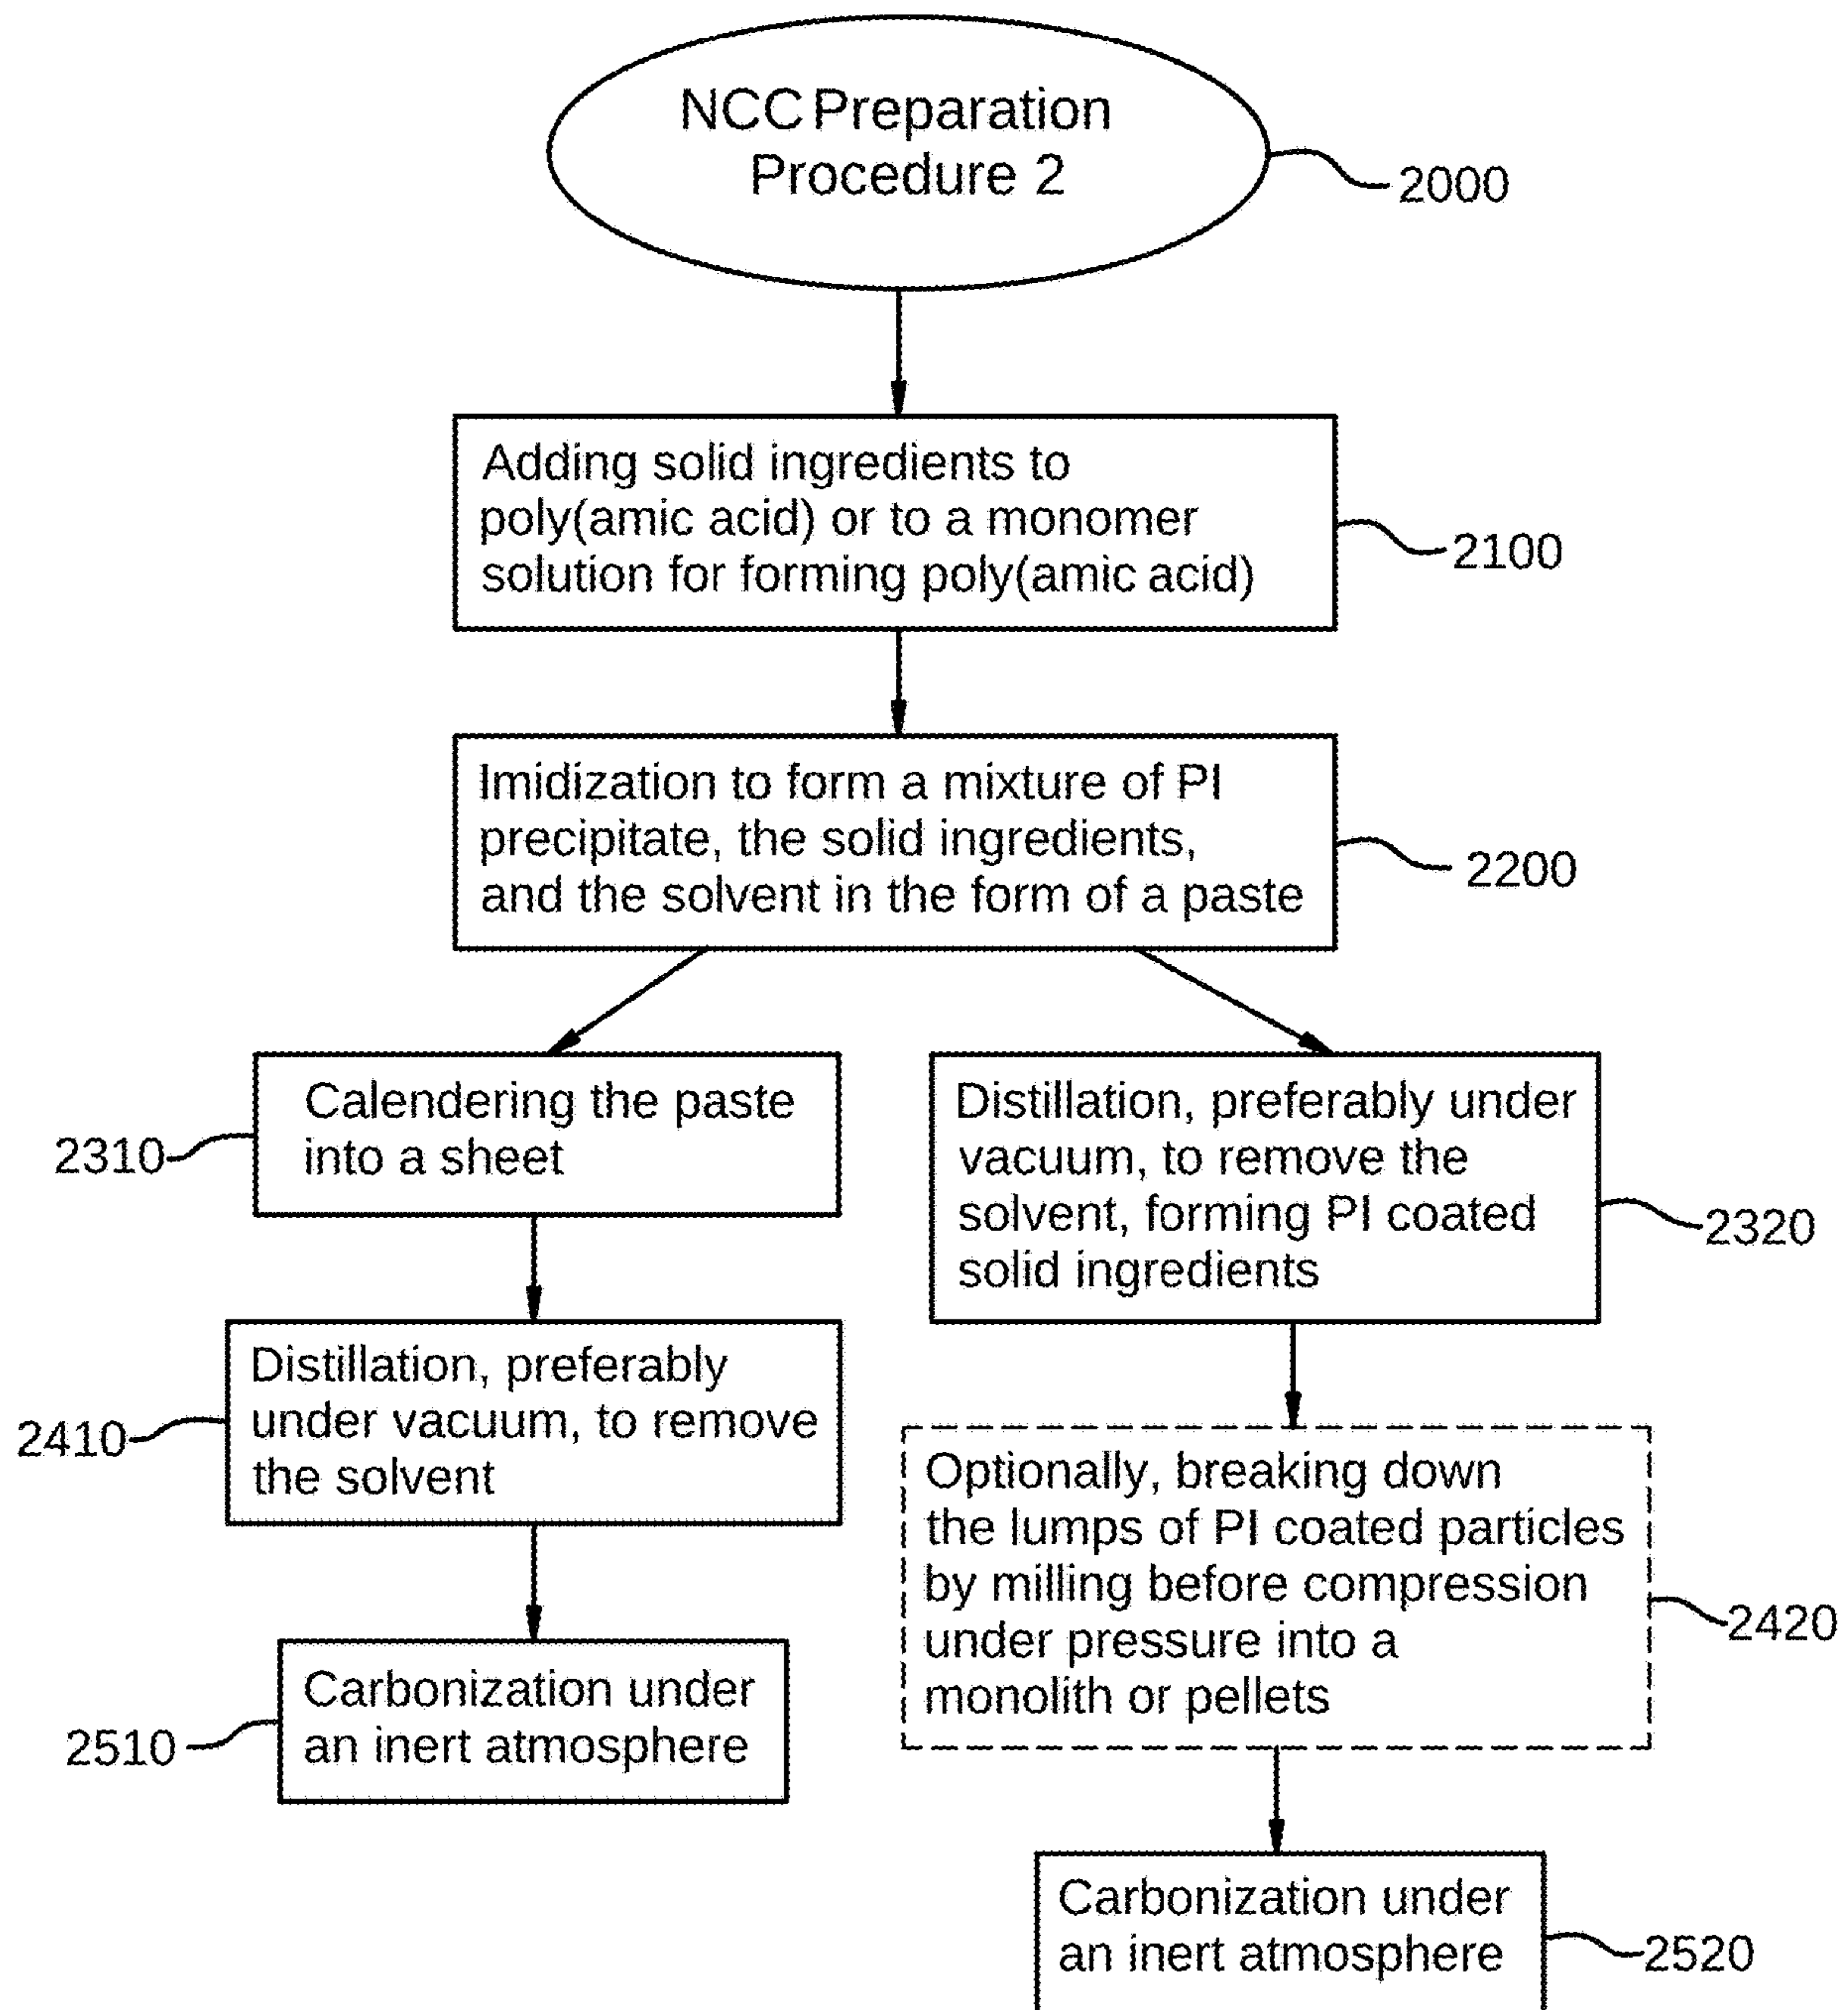 NCC Preparation
Procedure 2
2000
Adding solid ingredients to
poly(amic acid) or to a monomer
solution for forming poly(amic acid)
2100
Imidization to form a mixture of PI
precipitate, the solid ingredients,
and the solvent in the form of a paste
2200
Calendering the paste
into a sheet
2310
Distillation, preferably under
vacuum, to remove the
solvent, forming PI coated
solid ingredients
2320
Distillation, preferably
under vacuum, to remove
the solvent
2410
Optionally, breaking down
the lumps of PI coated particles
by milling before compression
under pressure into a
monolith or pellets
2420
Carbonization under
an inert atmosphere
2510
Carbonization under
an inert atmosphere
2520